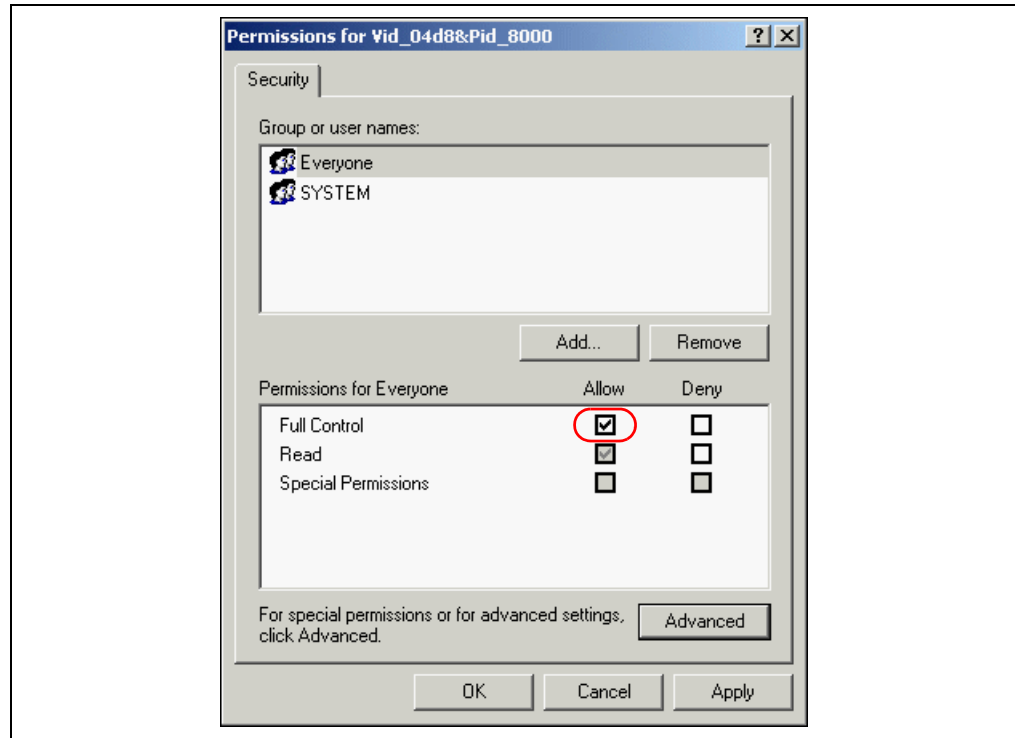 Permissions for Vid_04d8&Pid_8000
Security
Group or user names:
Everyone
SYSTEM
Add... Remove
Permissions for Everyone Allow Deny
Full Control
Read
Special Permissions
For special permissions or for advanced settings, Advanced
click Advanced.
OK Cancel Apply